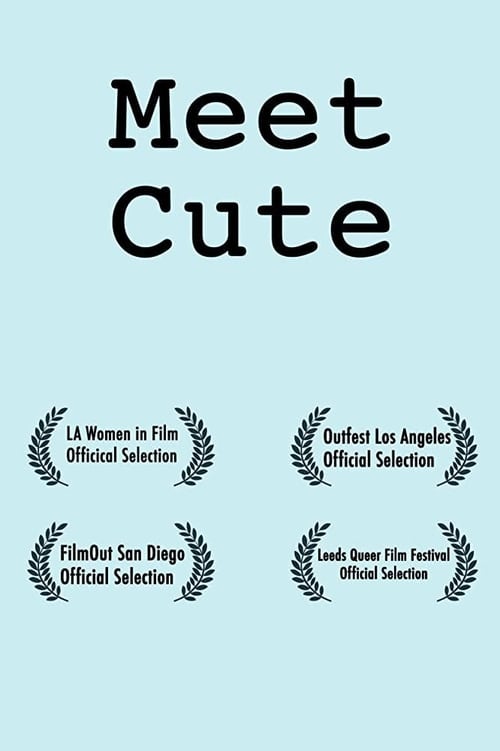 Meet
Cute
LA Women in Film
Officical Selection
Outfest Los Angeles
Official Selection
FilmOut San Diego
Official Selection
Leeds Queer Film Festival
Official Selection